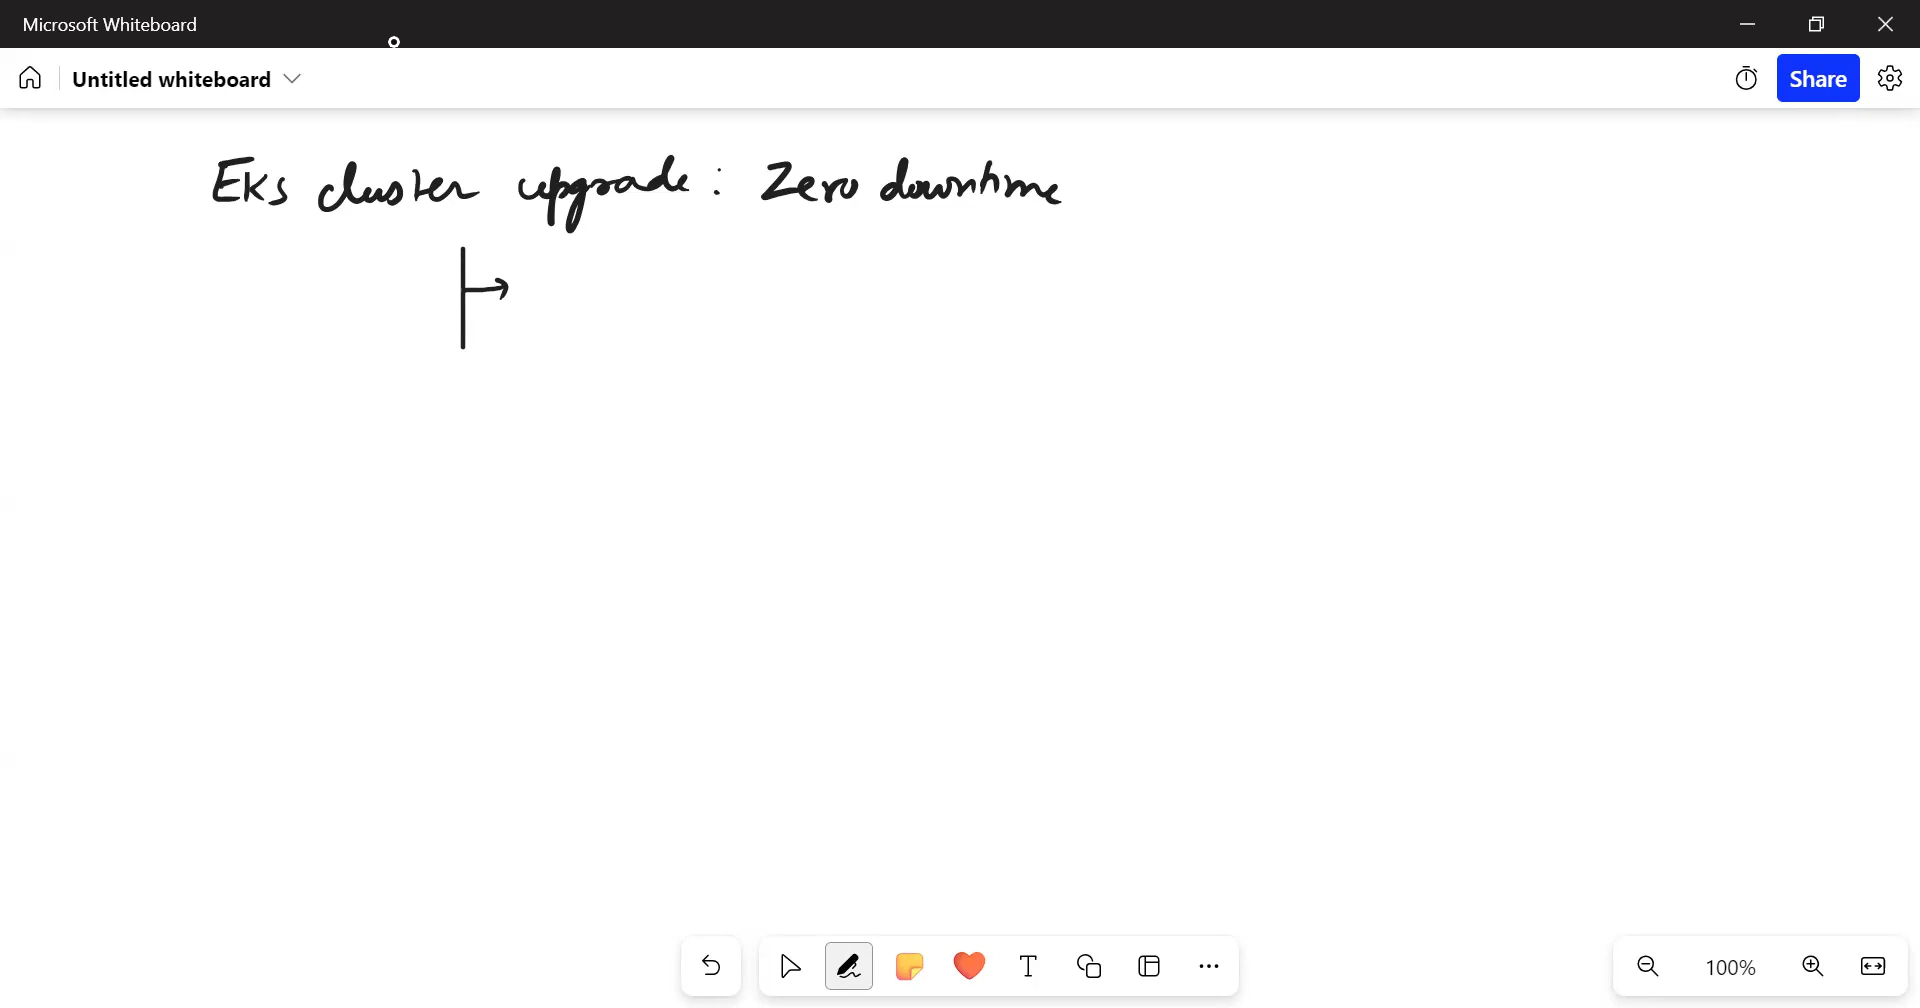 Microsoft Whiteboard
Untitled whiteboard
Share
Eks cluster upgrade : Zero downtime
100%